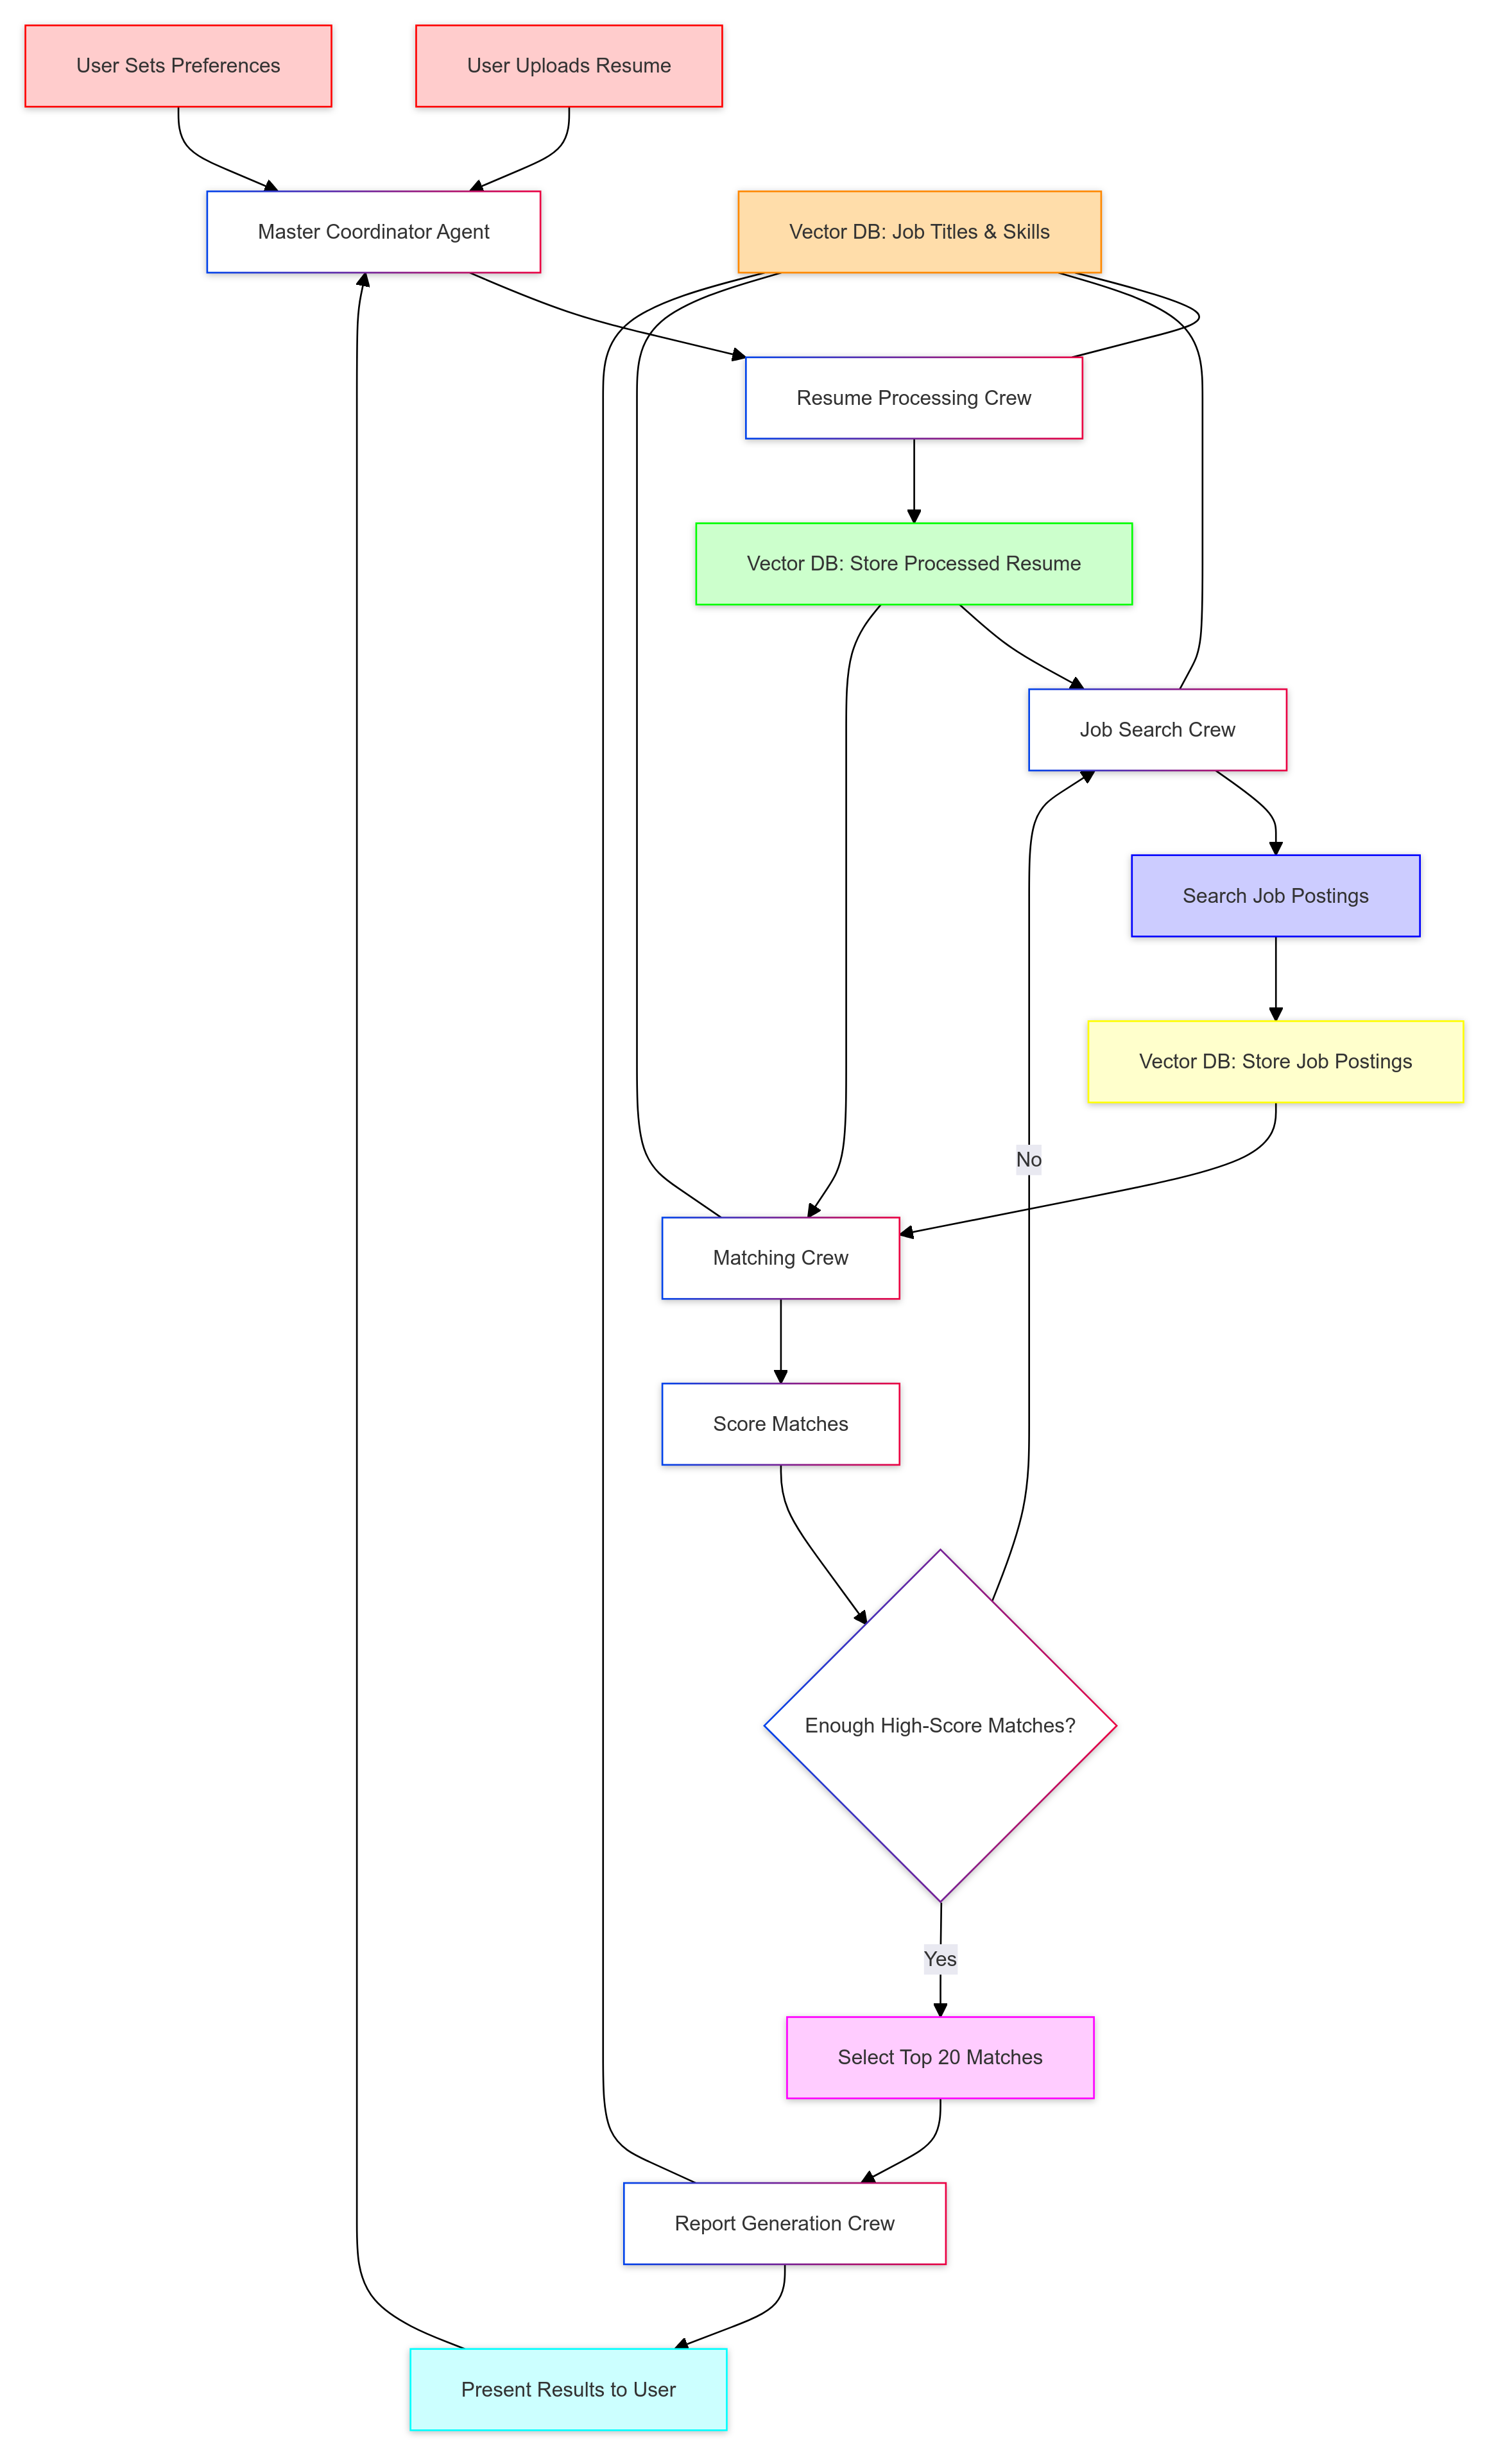 User Sets Preferences
User Uploads Resume
Master Coordinator Agent
Vector DB: Job Titles & Skills
Resume Processing Crew
Vector DB: Store Processed Resume
Job Search Crew
Search Job Postings
Vector DB: Store Job Postings
No
Matching Crew
Score Matches
Enough High-Score Matches?
Yes
Select Top 20 Matches
Report Generation Crew
Present Results to User